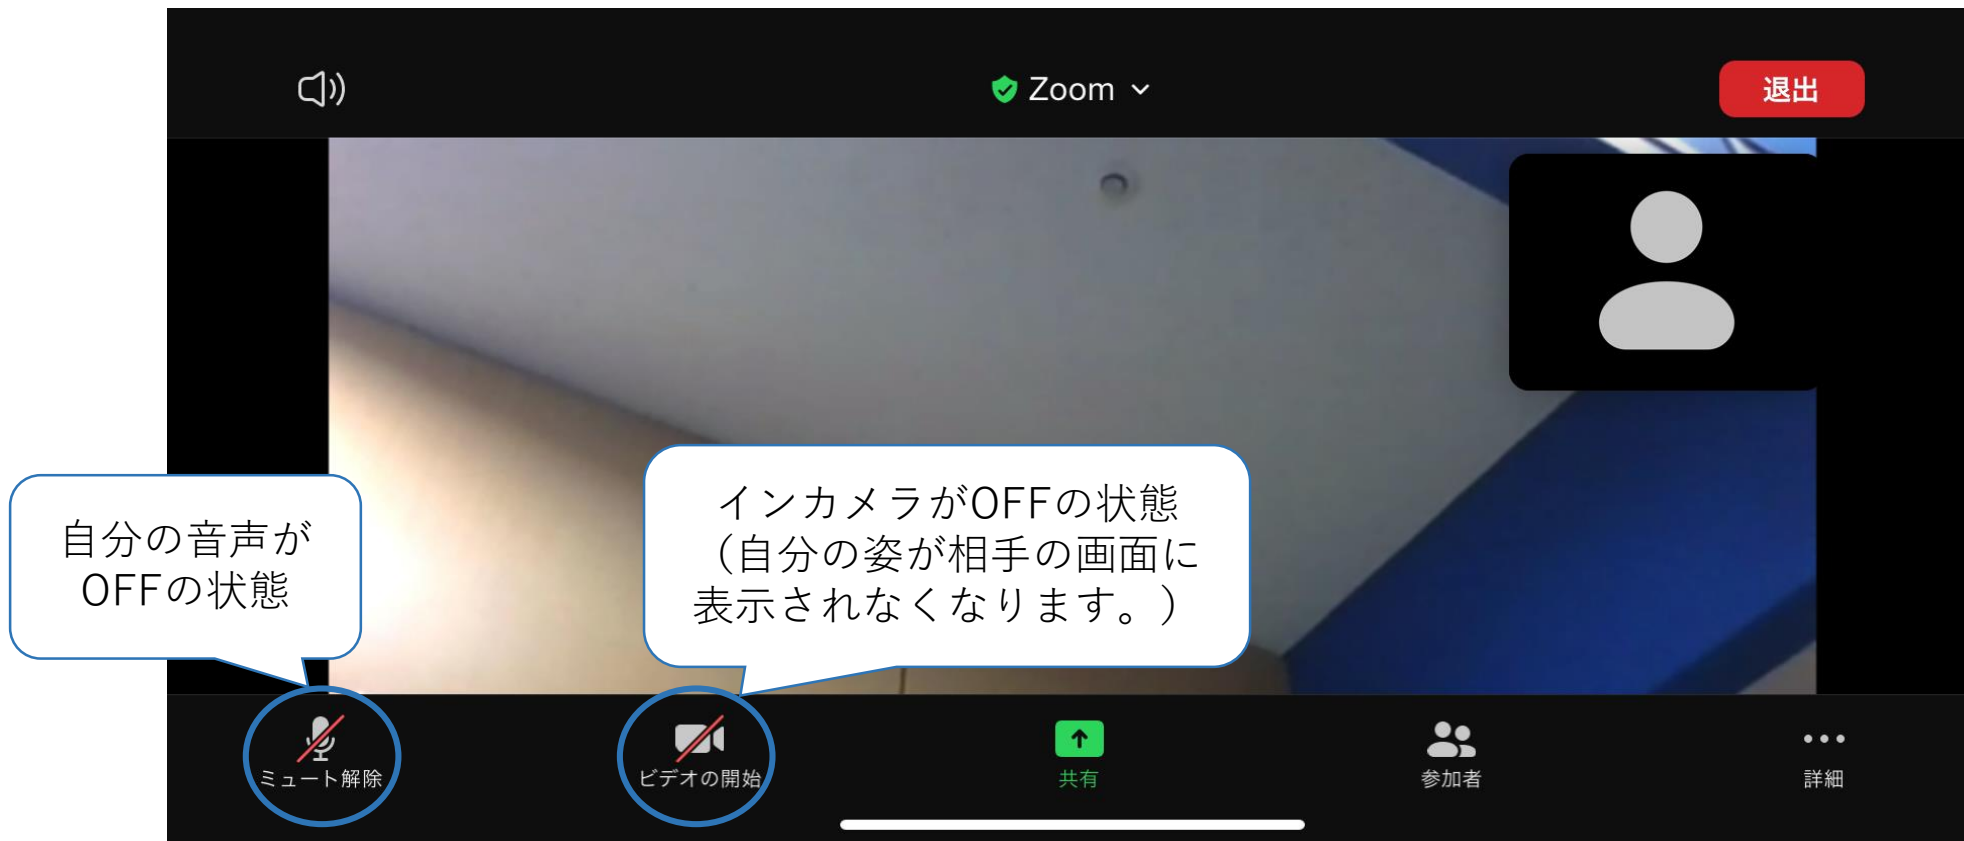 Zoom
退出
自分の音声が
OFFの状態
インカメラがOFFの状態
（自分の姿が相手の画面に
表示されなくなります。）
ミュート解除
ビデオの開始
共有
参加者
詳細